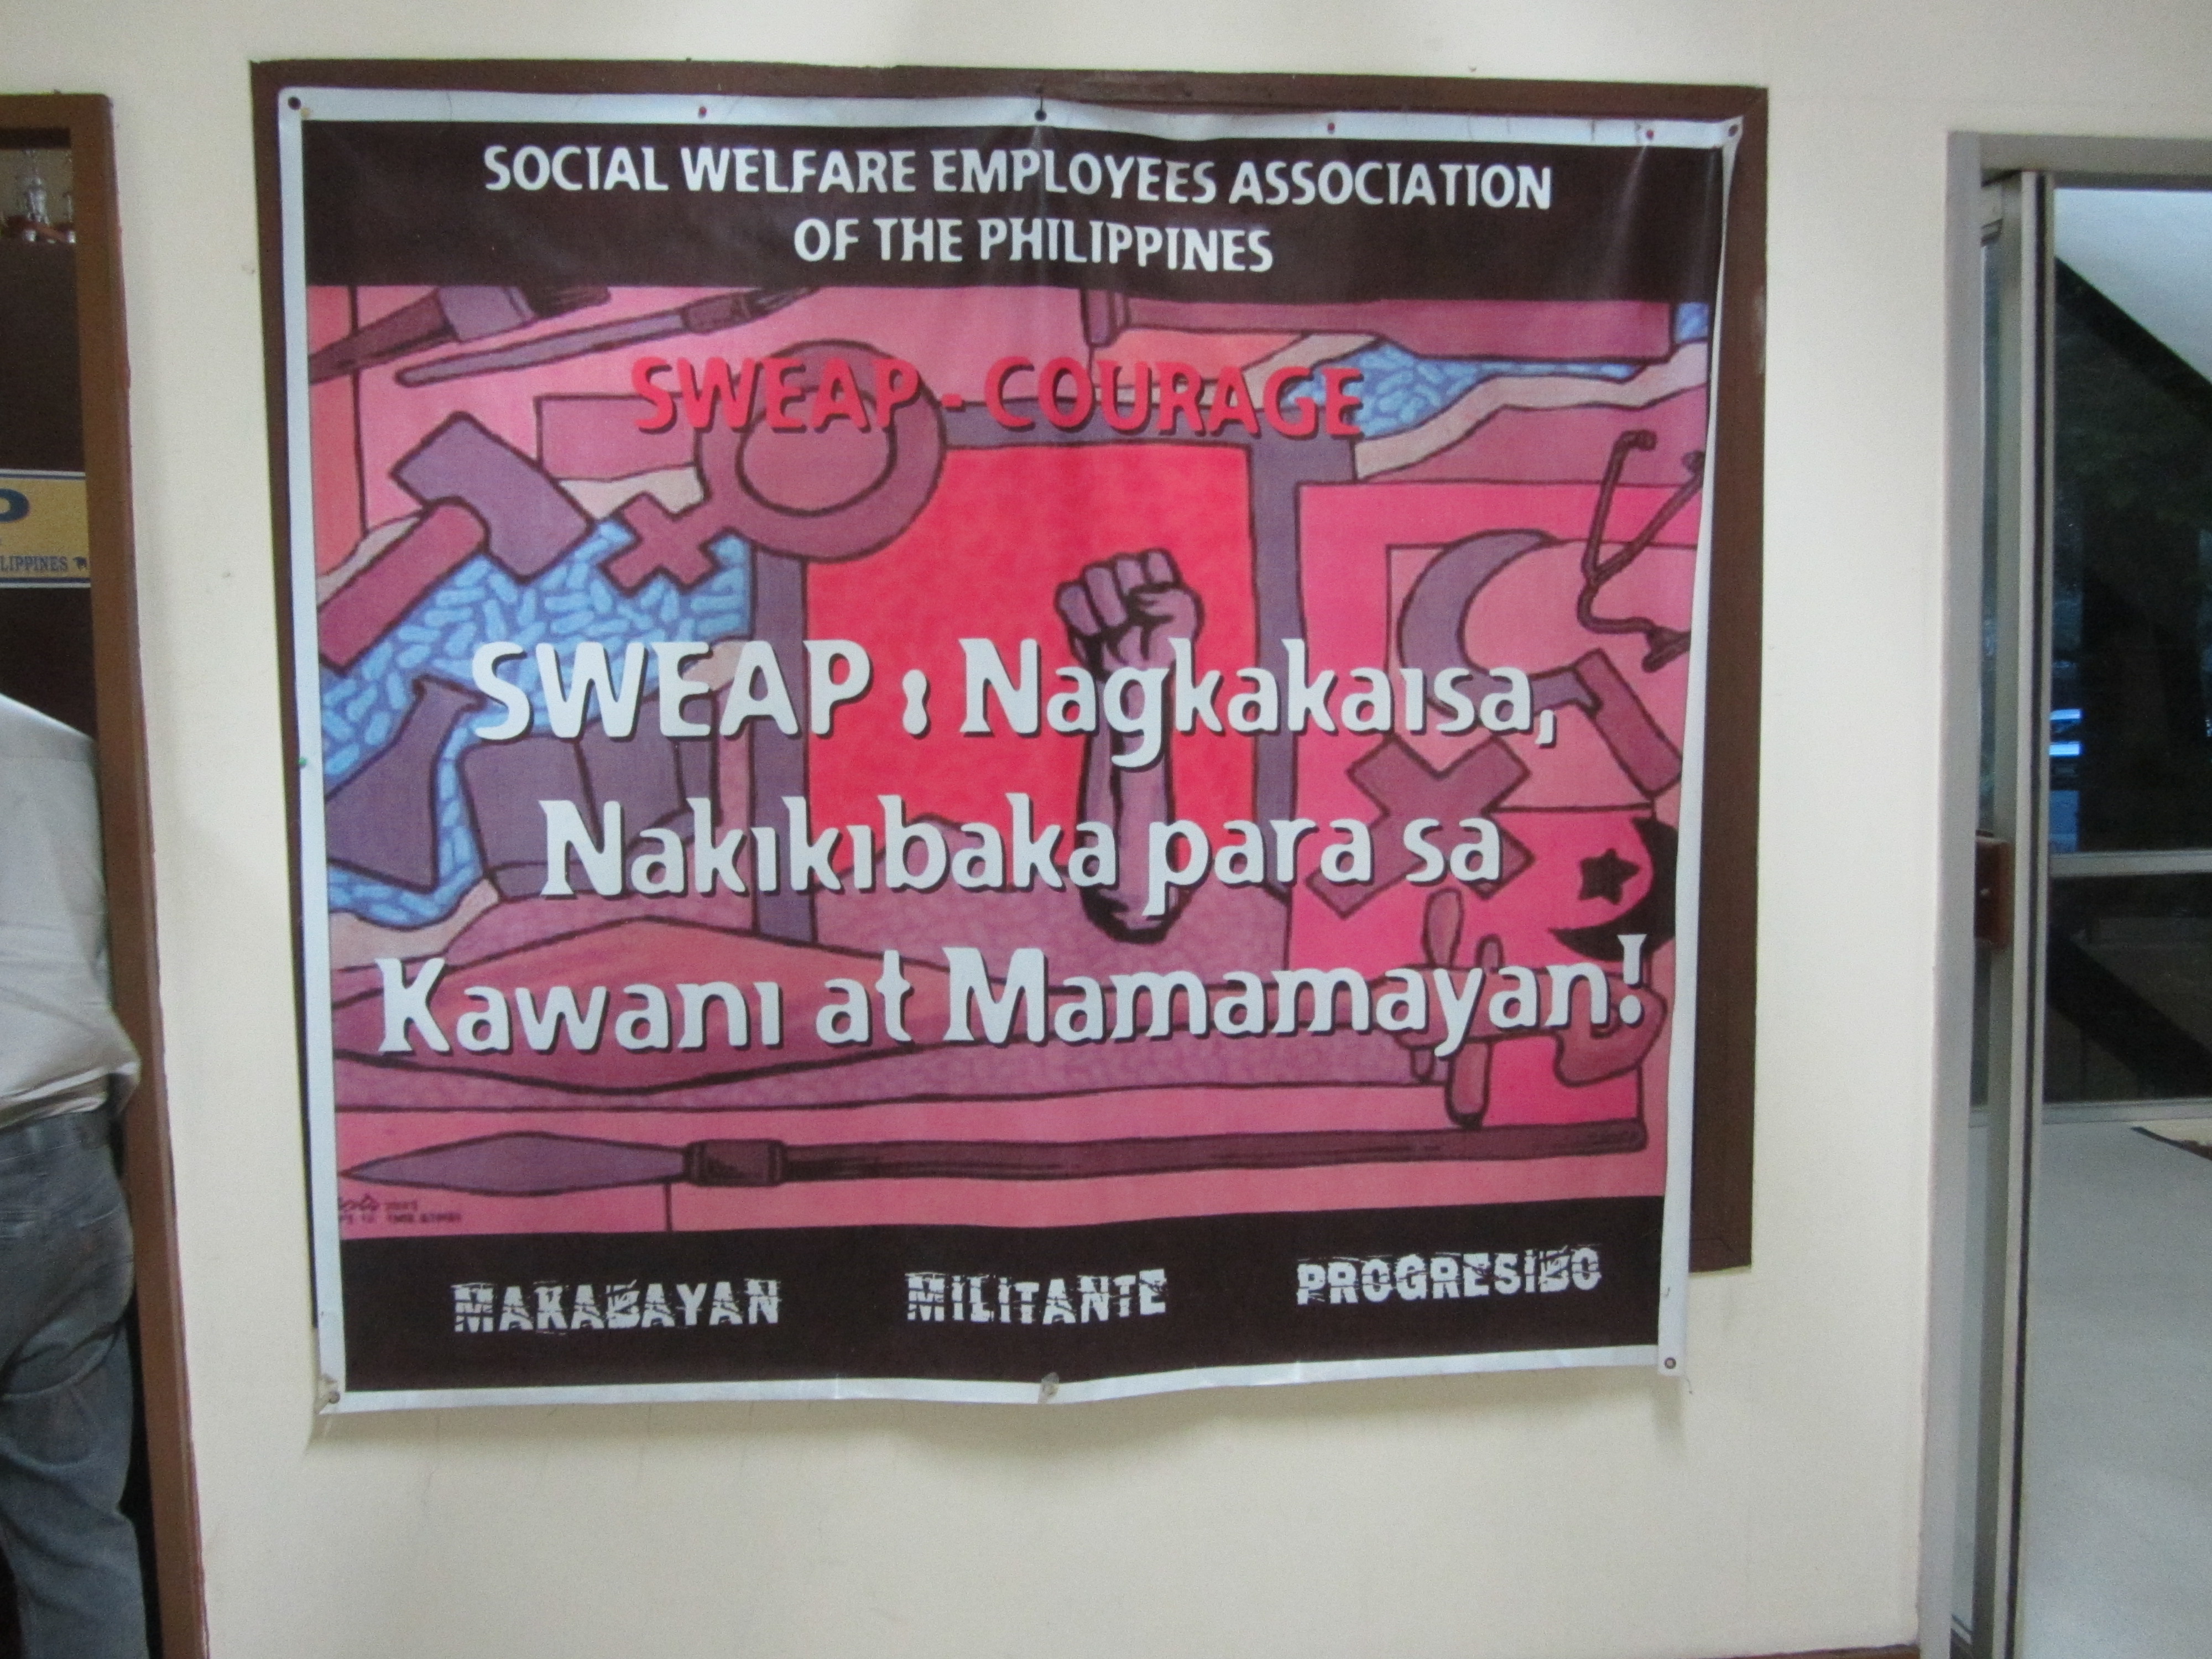 SOCIAL WELFARE EMPLOYEES ASSOCIATION
OF THE PHILIPPINES
SWEAP - COURAGE
SWEAP : Nagkakaisa,
Nakikibaka para sa
Kawani at Mamamayan!
MAKABAYAN MILITANTE PROGRESIBO